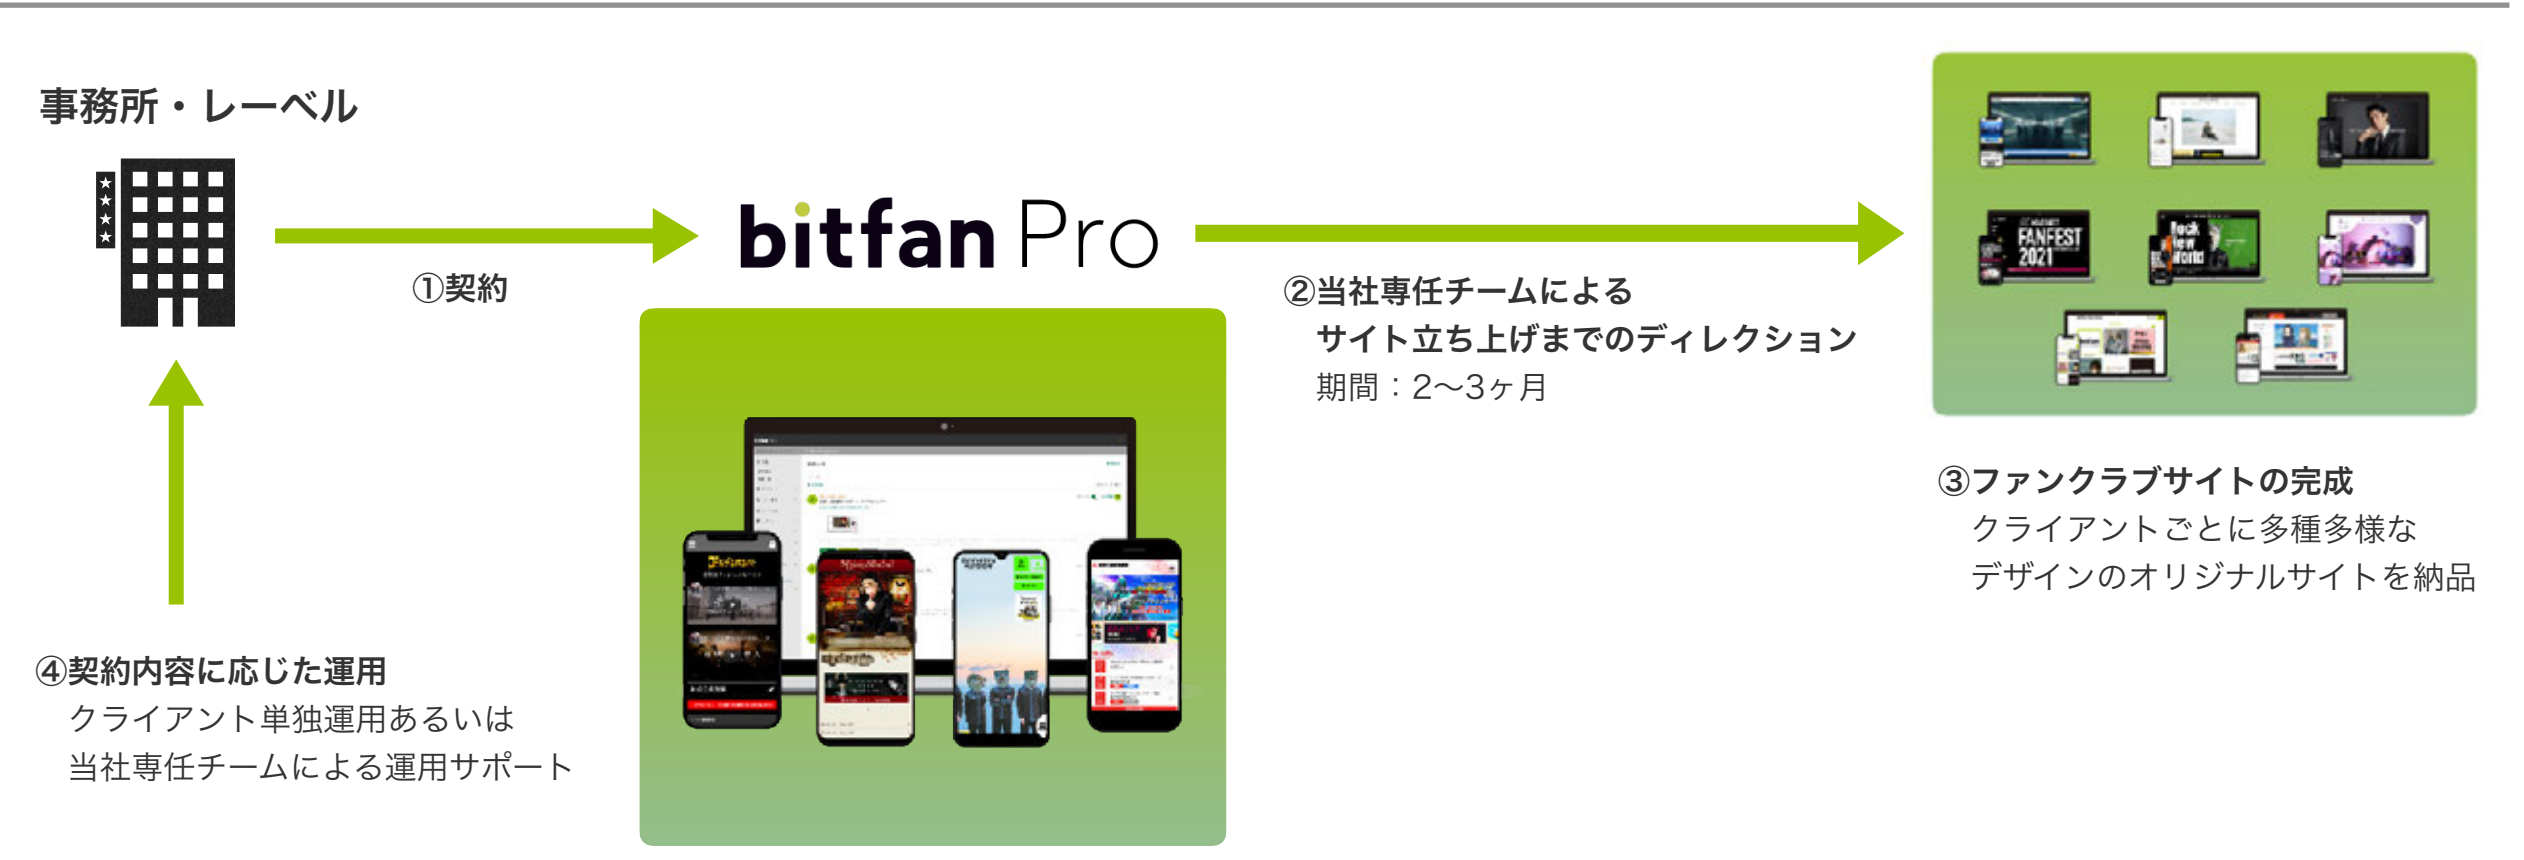 事務所・レーベル
①契約
bitfan Pro
②当社専任チームによる
サイト立ち上げまでのディレクション
期間：2〜3ヶ月
FANFEST
2021
Rock
New
World
③ファンクラブサイトの完成
クライアントごとに多種多様な
デザインのオリジナルサイトを納品
④契約内容に応じた運用
クライアント単独運用あるいは
当社専任チームによる運用サポート